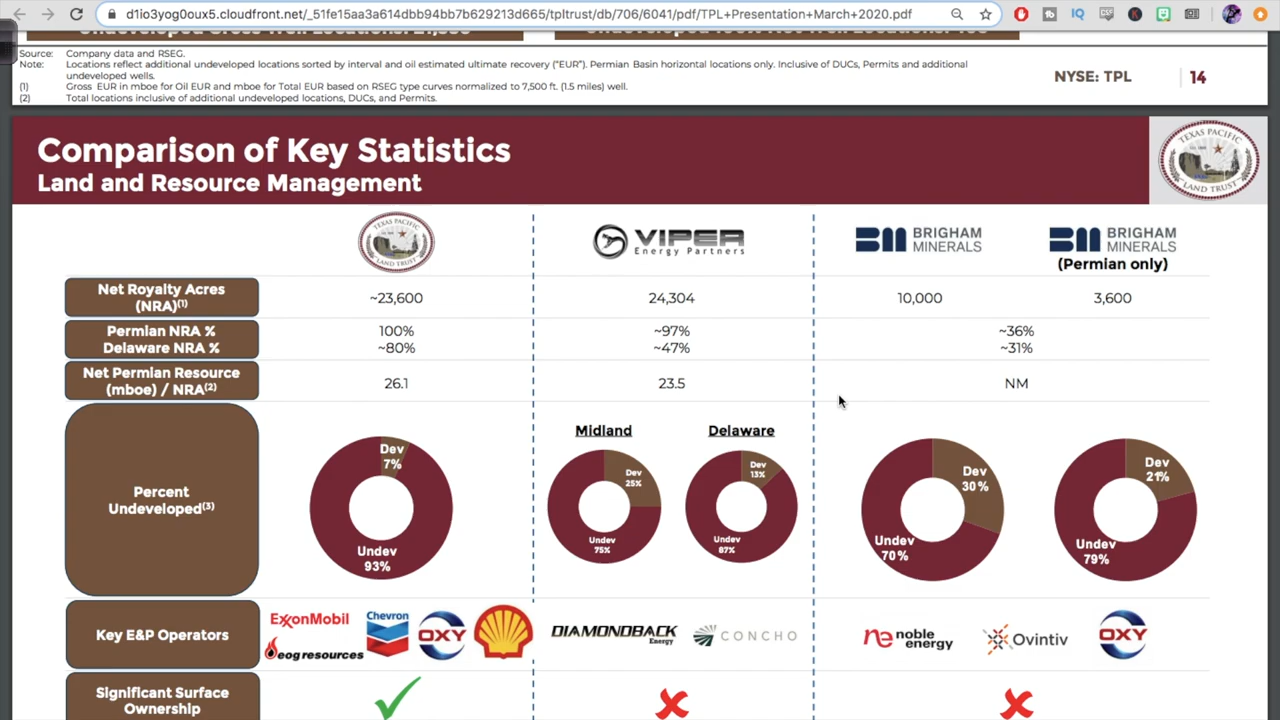 d1io3yog0oux5.cloudfront.net/_51fe15aa3a614dbb94bb7b629213d665/tpltrust/db/706/6041/pdf/TPL+Presentation+March+2020.pdf
Source: Company data and RSEG.
Note: Locations reflect additional undeveloped locations sorted by interval and oil estimated ultimate recovery ("EUR"). Permian Basin horizontal locations only. Inclusive of DUCs, Permits and additional
undeveloped wells.
(1) Gross EUR in mboe for Oil EUR and mboe for Total EUR based on RSEG type curves normalized to 7,500 ft. (1.5 miles) well.
(2) Total locations inclusive of additional undeveloped locations, DUCs, and Permits.
NYSE: TPL 14
Comparison of Key Statistics
Land and Resource Management
TEXAS PACIFIC
LAND TRUST
TEXAS PACIFIC
LAND TRUST
VIPER
Energy Partners
BRIGHAM
MINERALS
BRIGHAM
MINERALS
(Permian only)
Net Royalty Acres
(NRA)(1)
~23,600
24,304
10,000
3,600
Permian NRA %
Delaware NRA %
100%
~80%
~97%
~47%
~36%
~31%
Net Permian Resource
(mboe) / NRA(2)
26.1
23.5
NM
Percent
Undeveloped(3)
Dev
7%
Undev
93%
Midland
Dev
25%
Undev
75%
Delaware
Dev
13%
Undev
87%
Dev
30%
Undev
70%
Dev
21%
Undev
79%
Key E&P Operators
ExxonMobil
eog resources
Chevron
OXY
DIAMONDBACK
Energy
CONCHO
noble
energy
Ovintiv
OXY
Significant Surface
Ownership